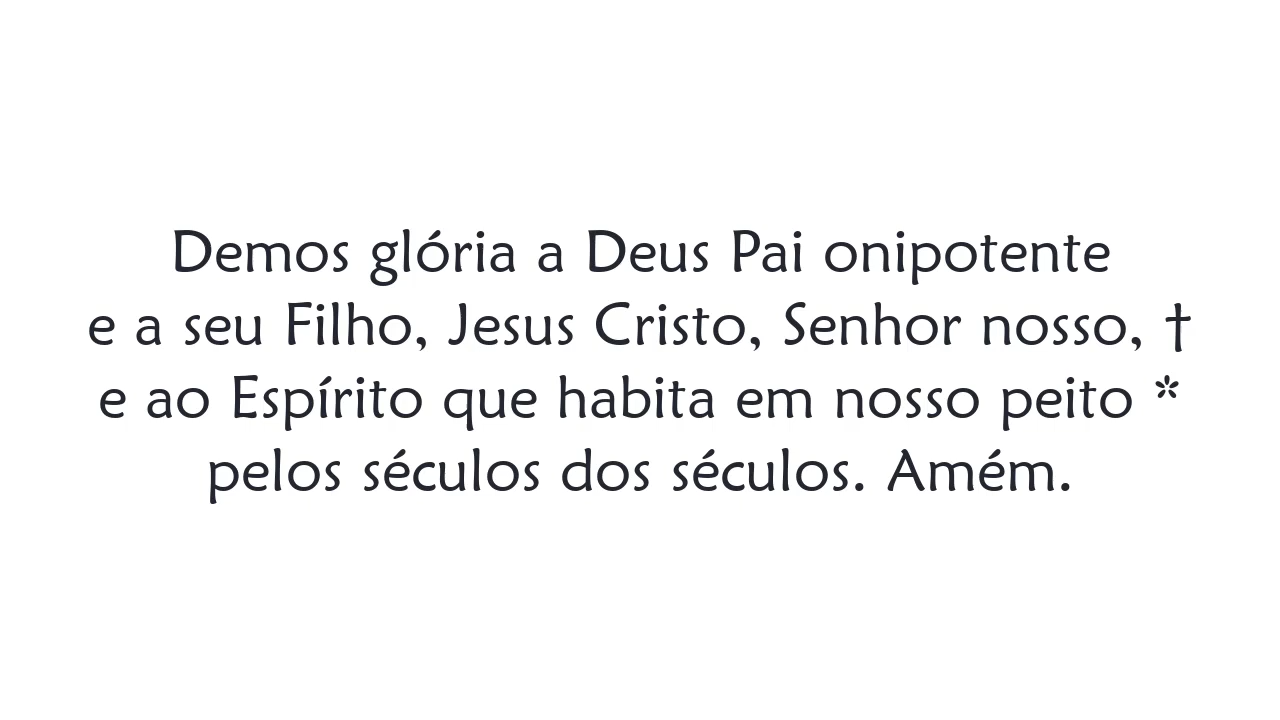 Demos glória a Deus Pai onipotente
e a seu Filho, Jesus Cristo, Senhor nosso, †
e ao Espírito que habita em nosso peito *
pelos séculos dos séculos. Amém.